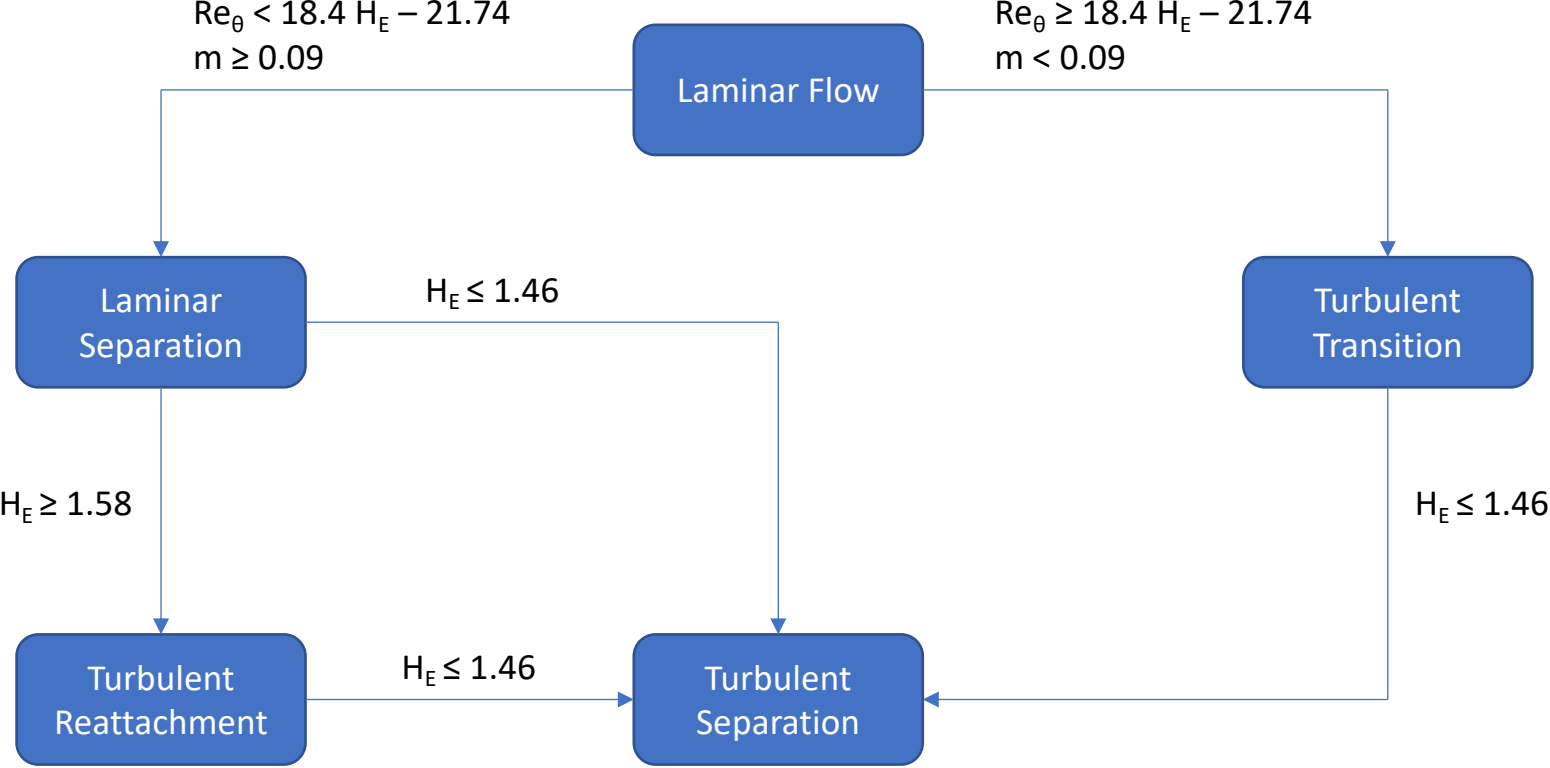 Re_θ < 18.4 H_E – 21.74
m ≥ 0.09
Laminar Flow
Re_θ ≥ 18.4 H_E – 21.74
m < 0.09
Laminar
Separation
H_E ≤ 1.46
Turbulent
Transition
H_E ≥ 1.58
H_E ≤ 1.46
Turbulent
Reattachment
H_E ≤ 1.46
Turbulent
Separation